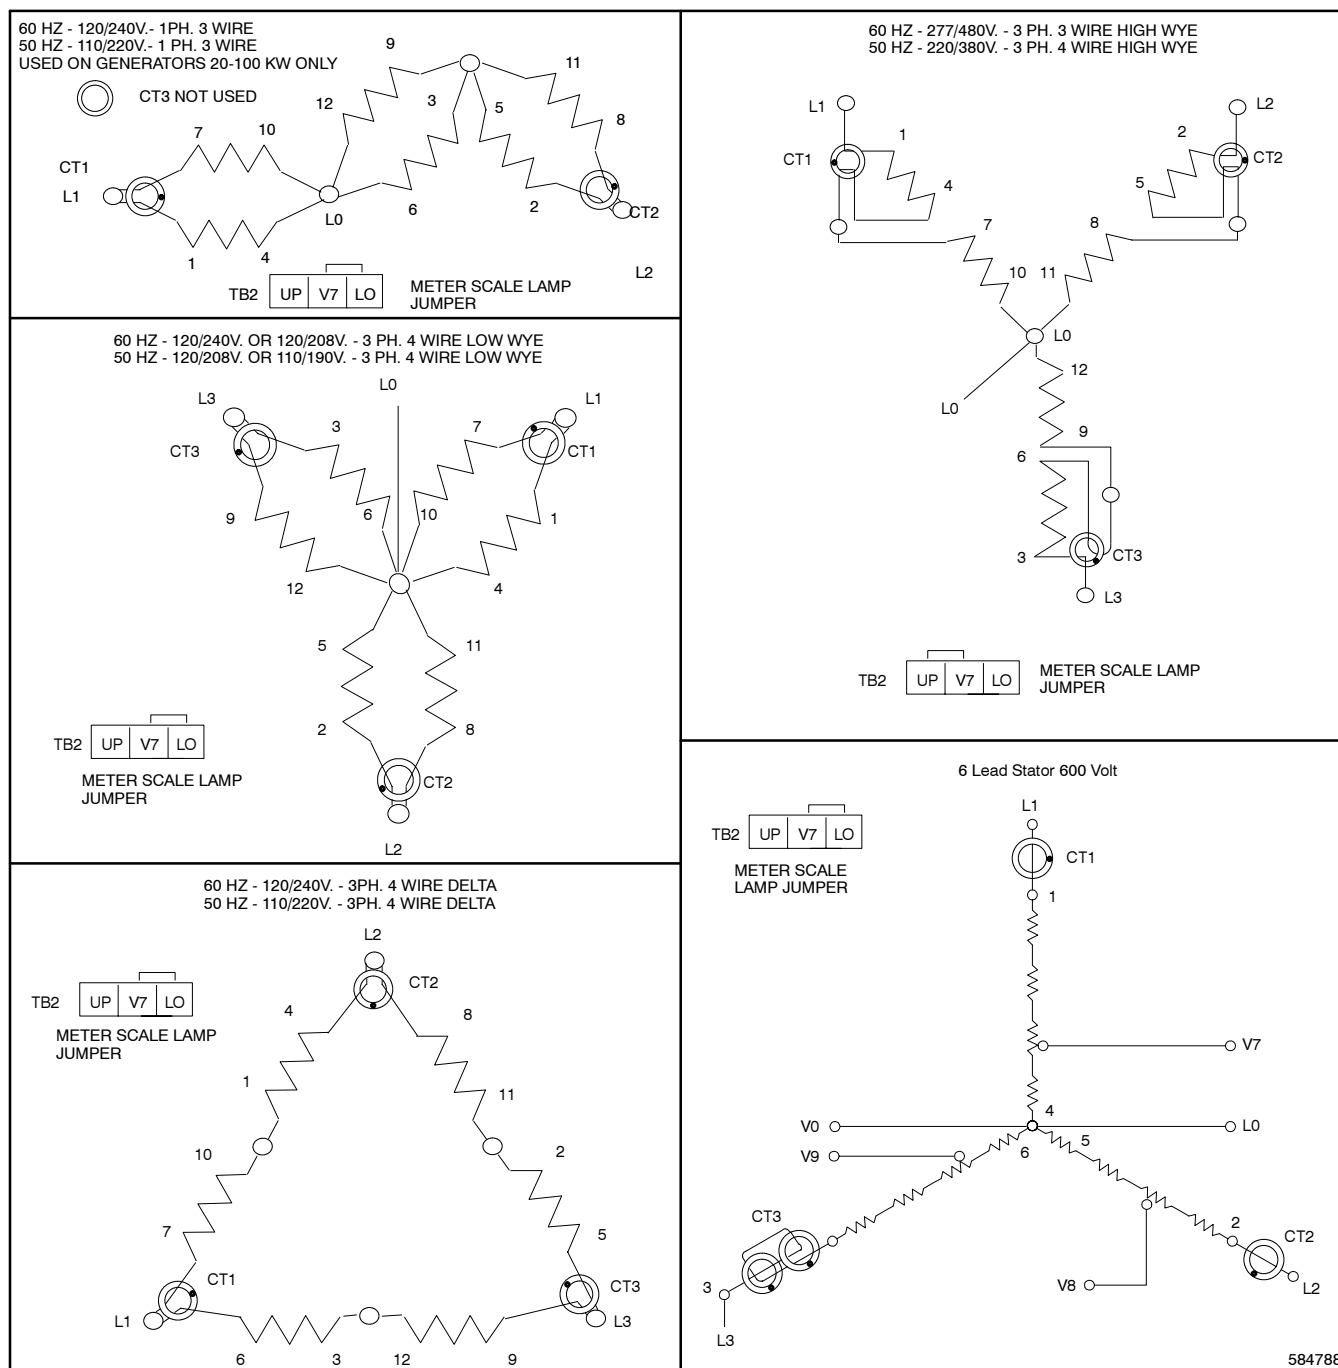 60 HZ - 120/240V.- 1PH. 3 WIRE
50 HZ - 110/220V.- 1 PH. 3 WIRE
USED ON GENERATORS 20-100 KW ONLY
CT3 NOT USED
9
11
12
3
5
8
7
10
CT1
L1
L0
6
2
CT2
1
4
L2
TB2 UP V7 LO
METER SCALE LAMP
JUMPER
60 HZ - 120/240V. OR 120/208V. - 3 PH. 4 WIRE LOW WYE
50 HZ - 120/208V. OR 110/190V. - 3 PH. 4 WIRE LOW WYE
L0
L3
L1
3
7
CT3
CT1
9
6
10
1
12
4
5
11
2
8
TB2 UP V7 LO
METER SCALE LAMP
JUMPER
CT2
L2
60 HZ - 120/240V. - 3PH. 4 WIRE DELTA
50 HZ - 110/220V. - 3PH. 4 WIRE DELTA
L2
CT2
TB2 UP V7 LO
METER SCALE LAMP
JUMPER
4
8
1
11
10
2
7
5
CT1
CT3
L1
L3
6
3
12
9
60 HZ - 277/480V. - 3 PH. 3 WIRE HIGH WYE
50 HZ - 220/380V. - 3 PH. 4 WIRE HIGH WYE
L1
L2
1
2
CT1
CT2
4
5
7
8
10
11
L0
L0
12
9
6
3
CT3
L3
TB2 UP V7 LO
METER SCALE LAMP
JUMPER
6 Lead Stator 600 Volt
L1
TB2 UP V7 LO
METER SCALE
LAMP JUMPER
CT1
1
V7
4
V0
L0
V9
6
5
CT3
2
CT2
3
V8
L2
L3
584788